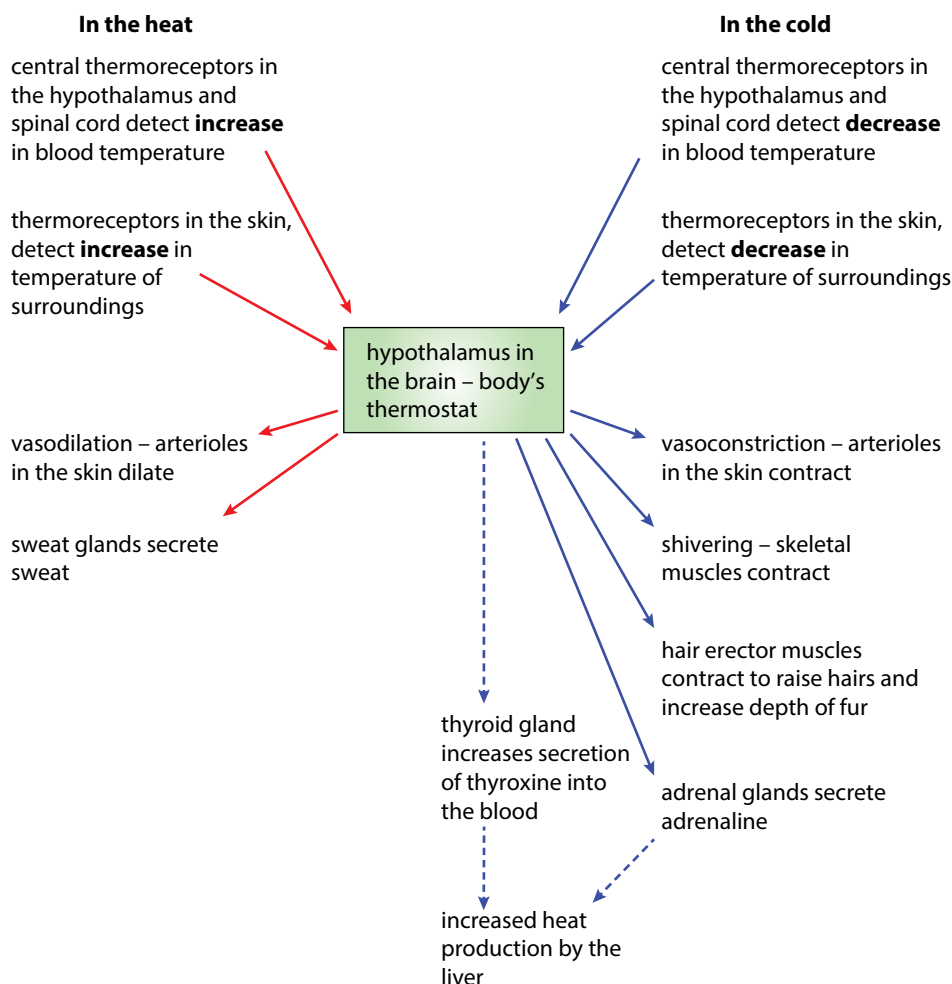 In the heat
central thermoreceptors in
the hypothalamus and
spinal cord detect increase
in blood temperature
thermoreceptors in the skin,
detect increase in
temperature of
surroundings
In the cold
central thermoreceptors in
the hypothalamus and
spinal cord detect decrease
in blood temperature
thermoreceptors in the skin,
detect decrease in
temperature of surroundings
hypothalamus in
the brain – body's
thermostat
vasodilation – arterioles
in the skin dilate
sweat glands secrete
sweat
vasoconstriction – arterioles
in the skin contract
shivering – skeletal
muscles contract
hair erector muscles
contract to raise hairs and
increase depth of fur
thyroid gland
increases secretion
of thyroxine into
the blood
adrenal glands secrete
adrenaline
increased heat
production by the
liver